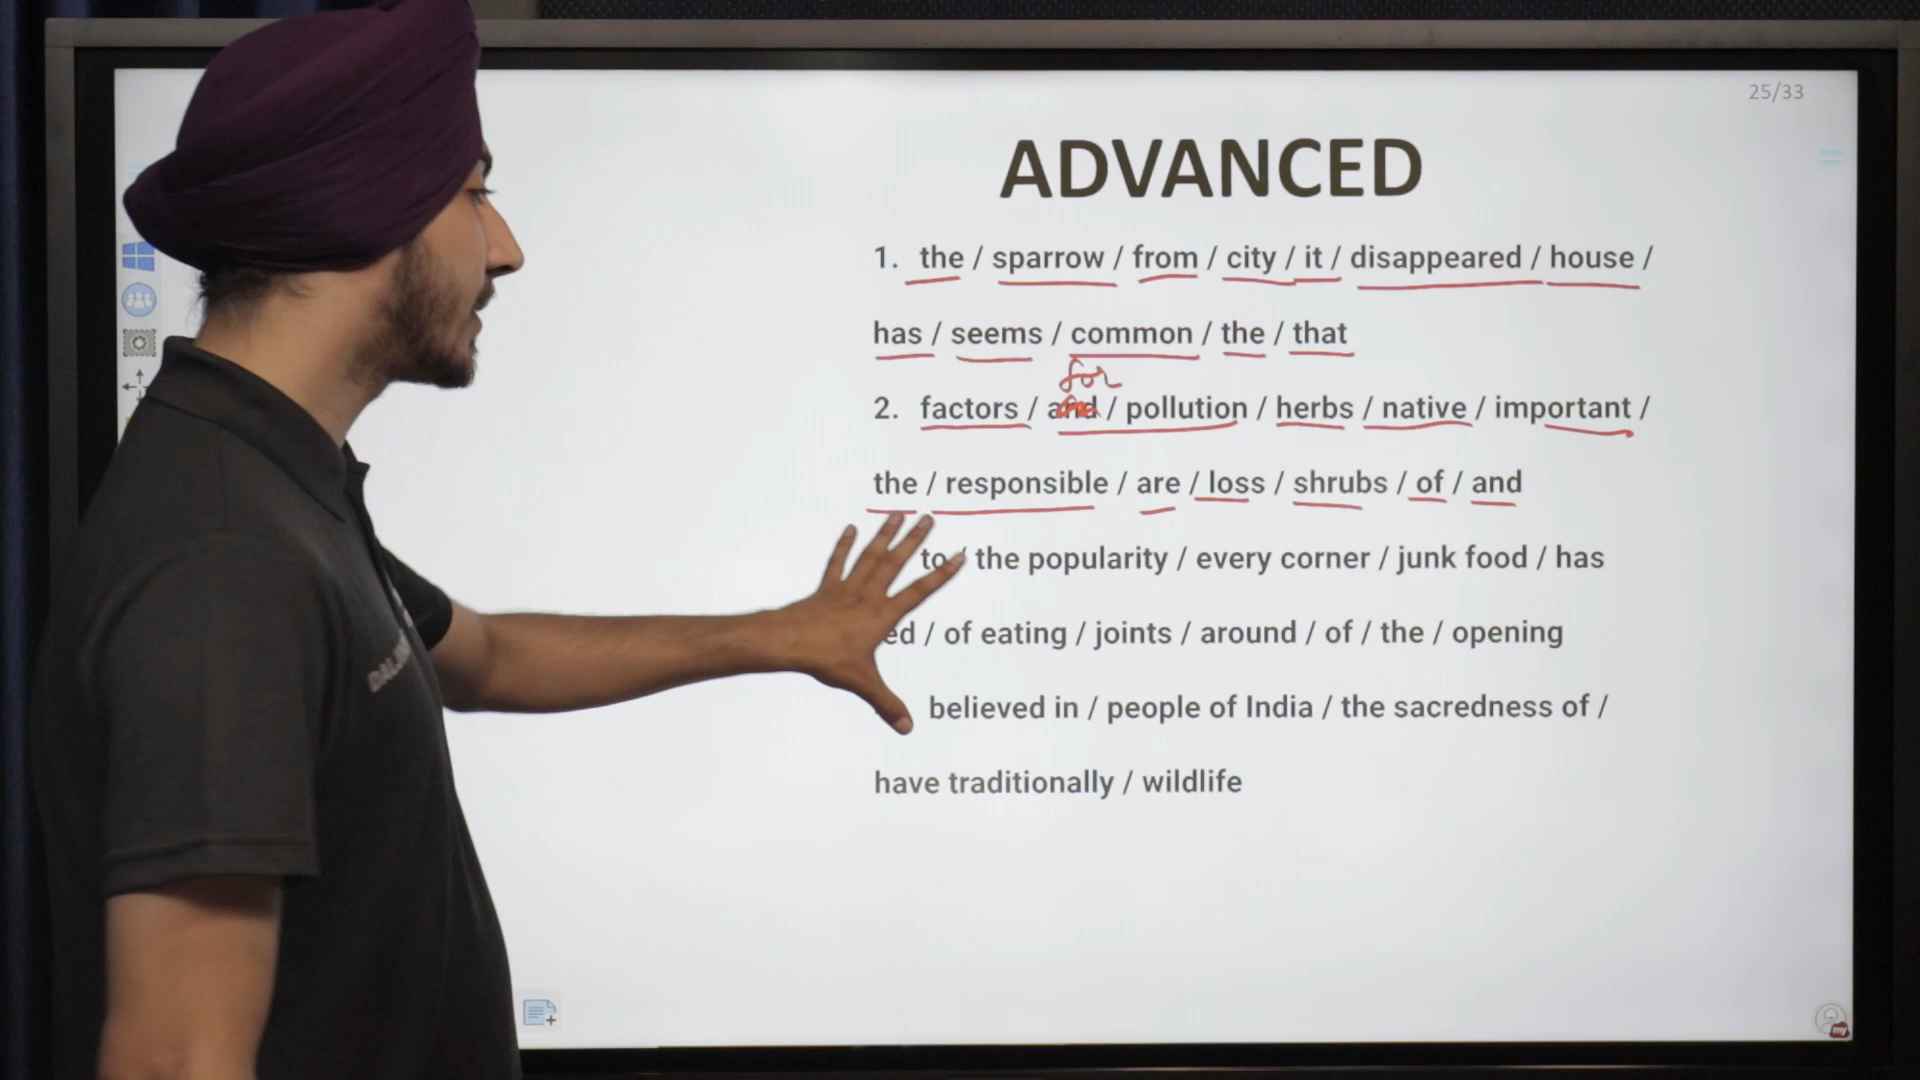 25/33
ADVANCED
1. the / sparrow / from / city / it / disappeared / house /
has / seems / common / the / that
for
2. factors / and / pollution / herbs / native / important /
the / responsible / are / loss / shrubs / of / and
to / the popularity / every corner / junk food / has
/ of eating / joints / around / of / the / opening
believed in / people of India / the sacredness of /
have traditionally / wildlife
my